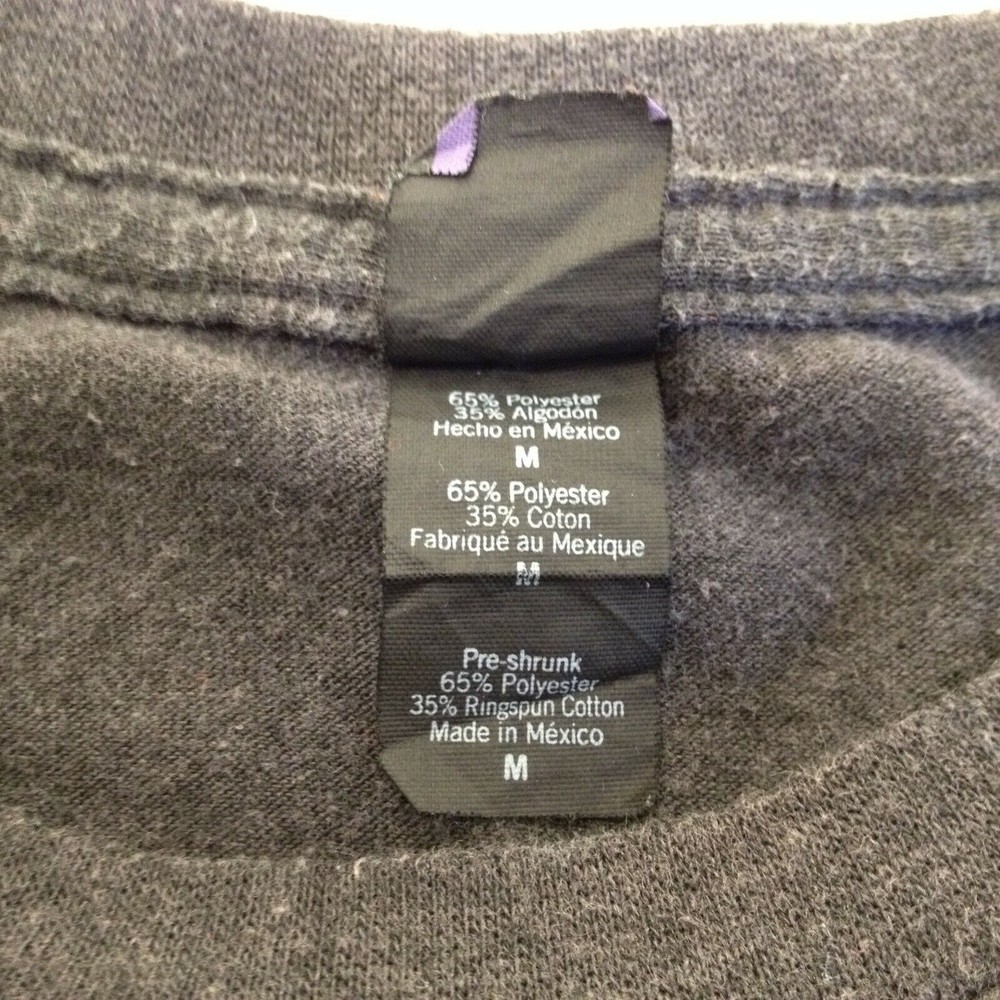 65% Polyester
35% Algodón
Hecho en México
M
65% Polyester
35% Coton
Fabriqué au Mexique
M
Pre-shrunk
65% Polyester
35% Ringspun Cotton
Made in México
M